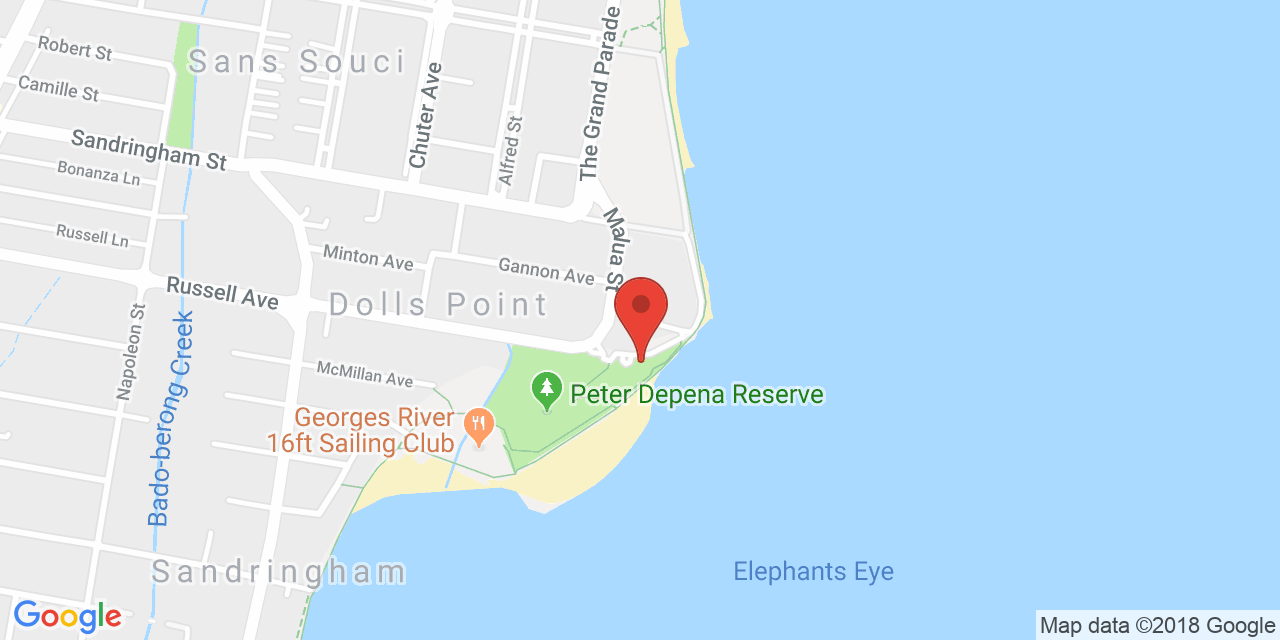 Robert St
Sans Souci
Camille St
Chuter Ave
The Grand Parade
Sandringham St
Alfred St
Bonanza Ln
Malua St
Russell Ln
Minton Ave
Gannon Ave
Russell Ave
Dolls Point
Napoleon St
McMillan Ave
Peter Depena Reserve
Georges River
16ft Sailing Club
Bado-berong Creek
Sandringham
Elephants Eye
Google
Map data ©2018 Google